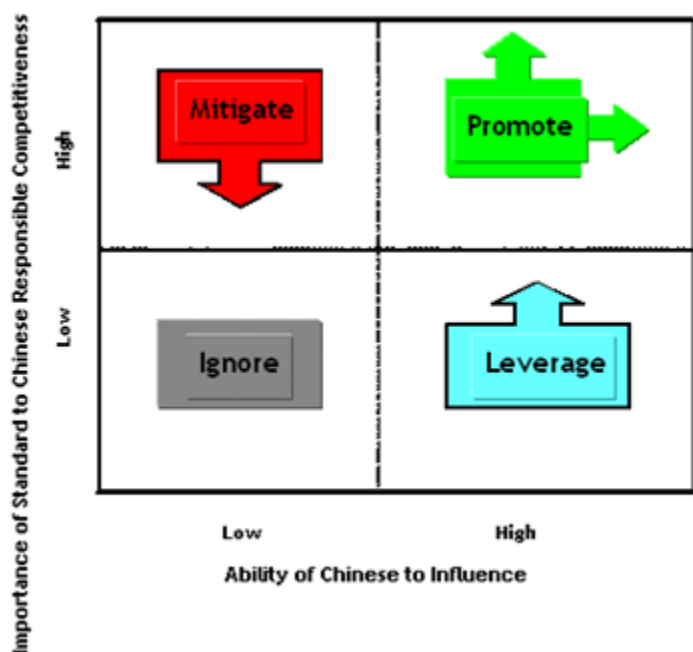 Importance of Standard to Chinese Responsible Competitiveness
High
Low
Mitigate
Promote
Ignore
Leverage
Low
High
Ability of Chinese to Influence